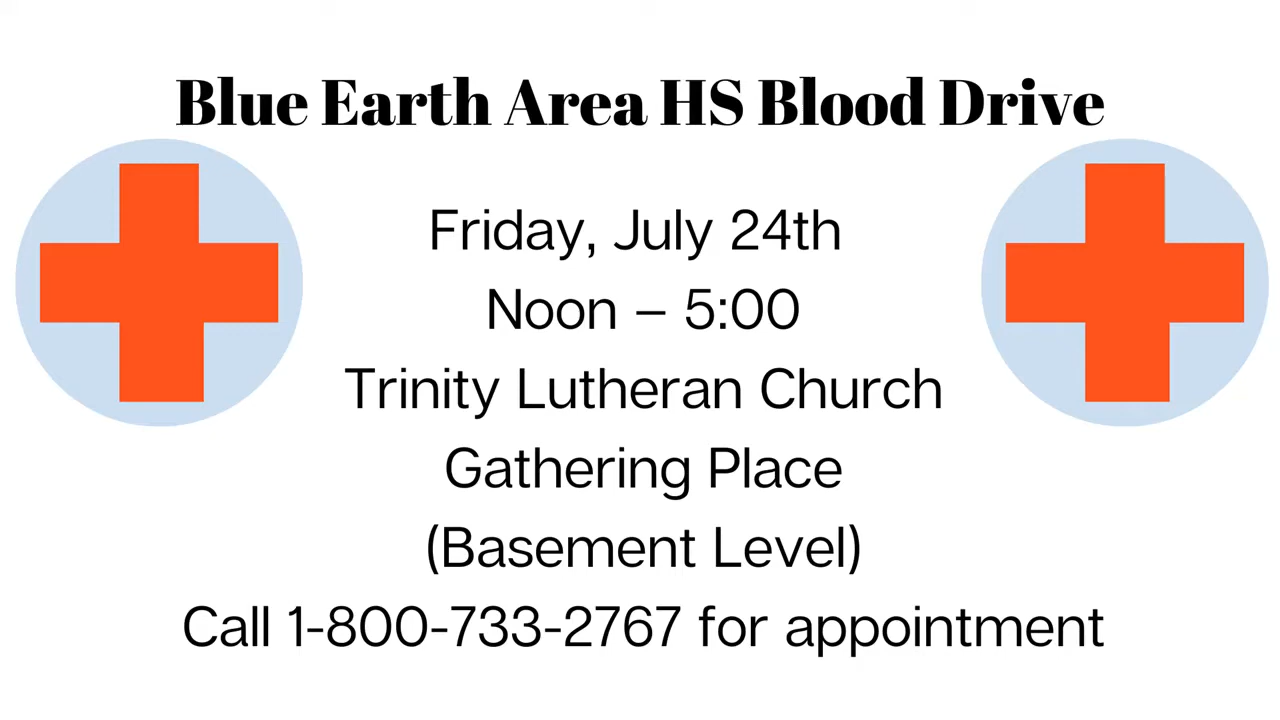 Blue Earth Area HS Blood Drive
Friday, July 24th
Noon – 5:00
Trinity Lutheran Church
Gathering Place
(Basement Level)
Call 1-800-733-2767 for appointment